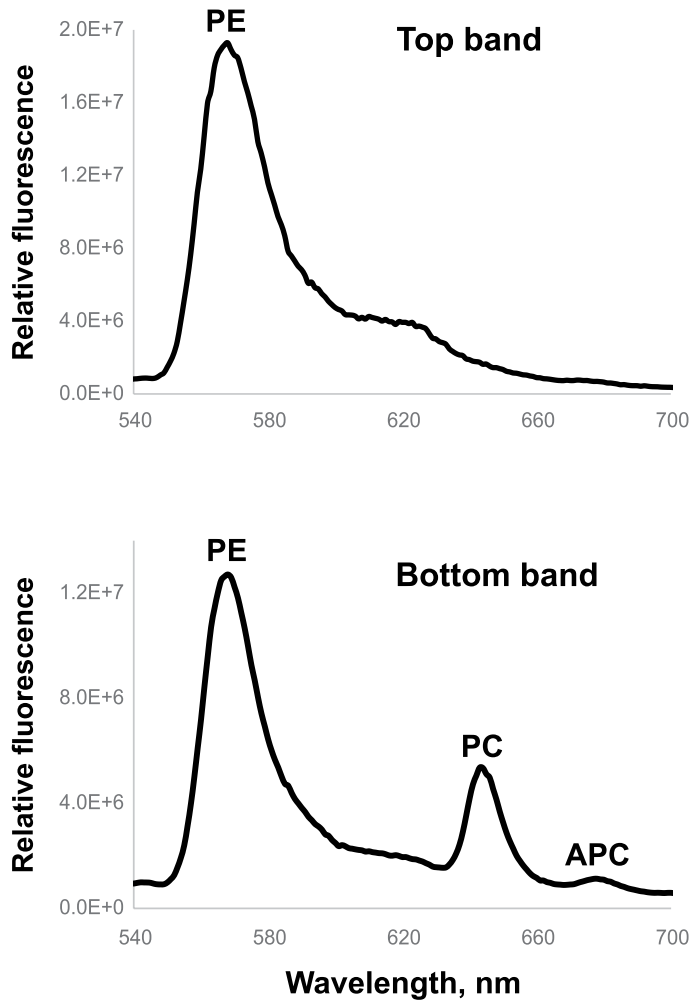 PE
Top band
Relative fluorescence
2.0E+7
1.6E+7
1.2E+7
8.0E+6
4.0E+6
0.0E+0
540 580 620 660 700
PE
Bottom band
PC
APC
Relative fluorescence
1.2E+7
8.0E+6
4.0E+6
0.0E+0
540 580 620 660 700
Wavelength, nm